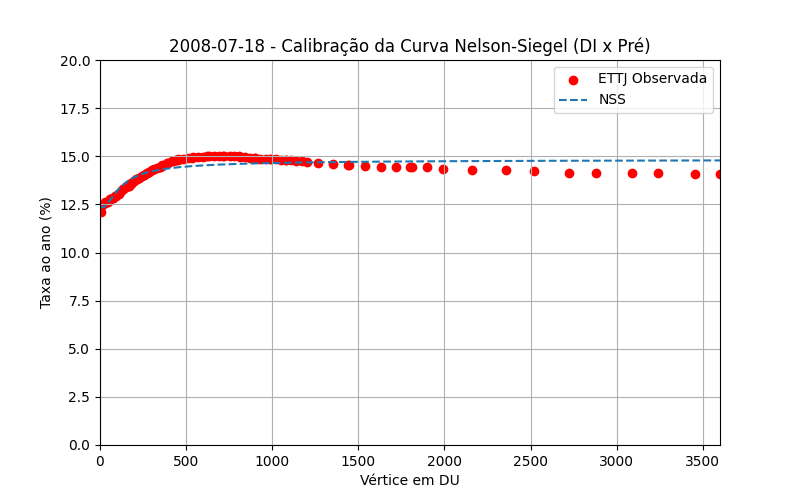 2008-07-18 - Calibração da Curva Nelson-Siegel (DI x Pré)
20.0
17.5
15.0
12.5
10.0
7.5
5.0
2.5
0.0
Taxa ao ano (%)
ETTJ Observada
NSS
0 500 1000 1500 2000 2500 3000 3500
Vértice em DU